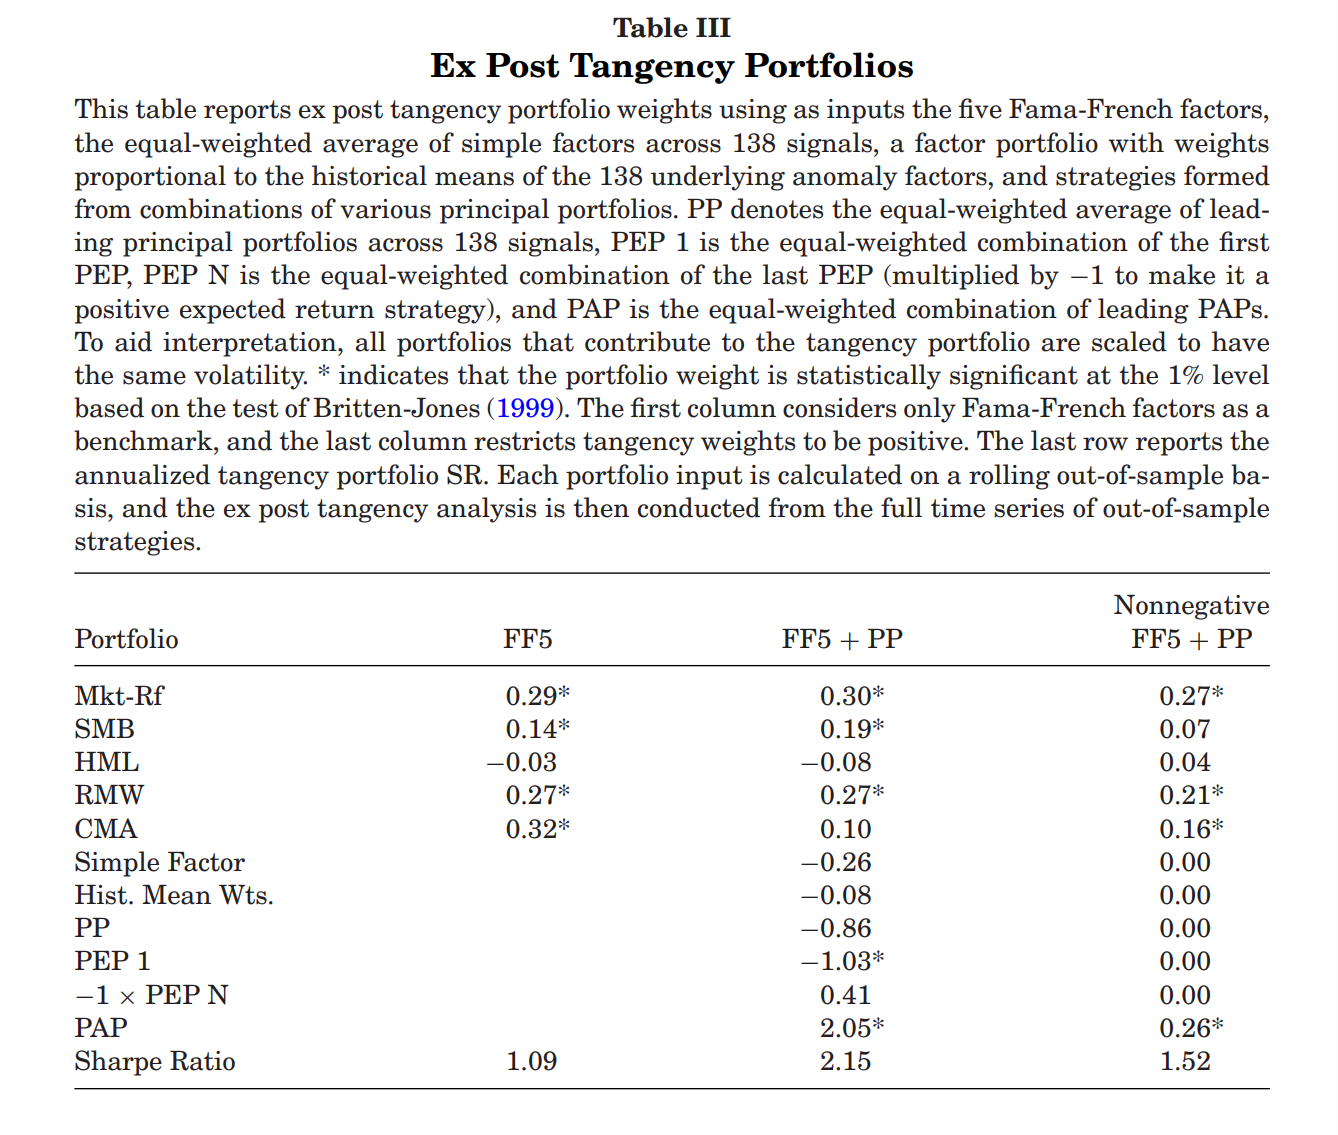 Table III
Ex Post Tangency Portfolios
This table reports ex post tangency portfolio weights using as inputs the five Fama-French factors,
the equal-weighted average of simple factors across 138 signals, a factor portfolio with weights
proportional to the historical means of the 138 underlying anomaly factors, and strategies formed
from combinations of various principal portfolios. PP denotes the equal-weighted average of lead-
ing principal portfolios across 138 signals, PEP 1 is the equal-weighted combination of the first
PEP, PEP N is the equal-weighted combination of the last PEP (multiplied by −1 to make it a
positive expected return strategy), and PAP is the equal-weighted combination of leading PAPs.
To aid interpretation, all portfolios that contribute to the tangency portfolio are scaled to have
the same volatility. * indicates that the portfolio weight is statistically significant at the 1% level
based on the test of Britten-Jones (1999). The first column considers only Fama-French factors as a
benchmark, and the last column restricts tangency weights to be positive. The last row reports the
annualized tangency portfolio SR. Each portfolio input is calculated on a rolling out-of-sample ba-
sis, and the ex post tangency analysis is then conducted from the full time series of out-of-sample
strategies.
Nonnegative
Portfolio FF5 FF5 + PP FF5 + PP
Mkt-Rf 0.29* 0.30* 0.27*
SMB 0.14* 0.19* 0.07
HML −0.03 −0.08 0.04
RMW 0.27* 0.27* 0.21*
CMA 0.32* 0.10 0.16*
Simple Factor −0.26 0.00
Hist. Mean Wts. −0.08 0.00
PP −0.86 0.00
PEP 1 −1.03* 0.00
−1 × PEP N 0.41 0.00
PAP 2.05* 0.26*
Sharpe Ratio 1.09 2.15 1.52